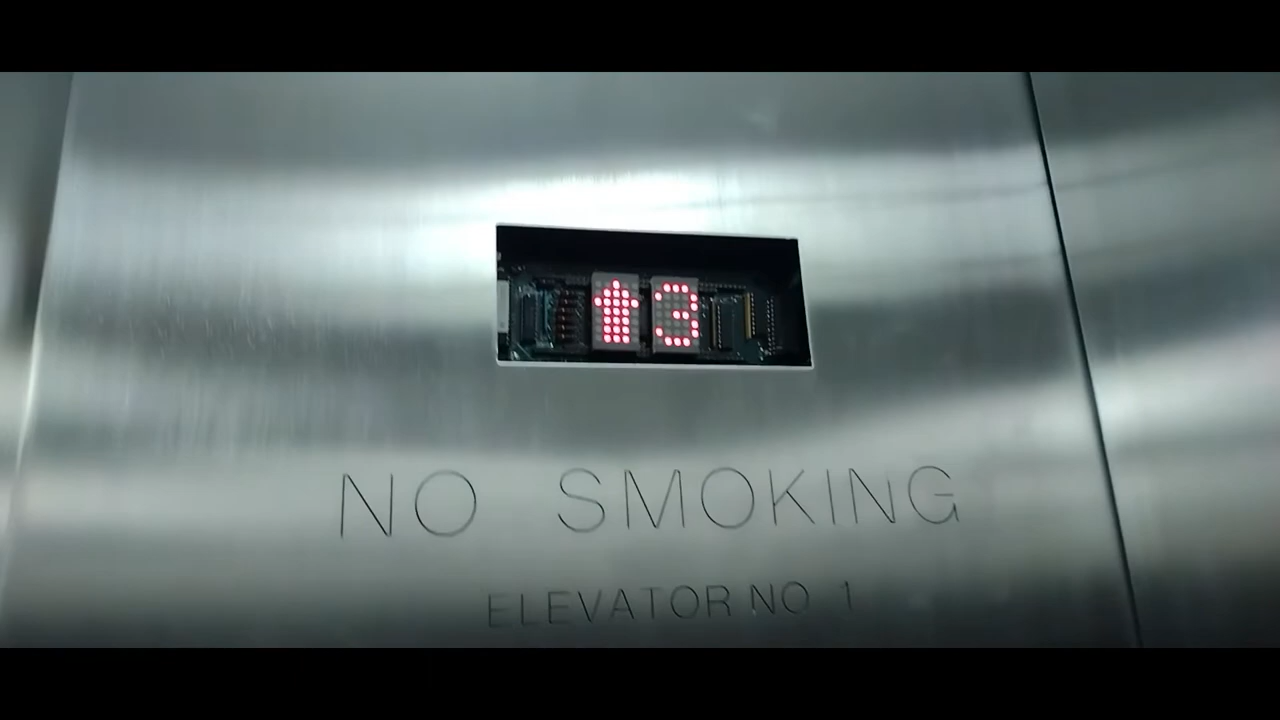 ↑3
NO SMOKING
ELEVATOR NO 1